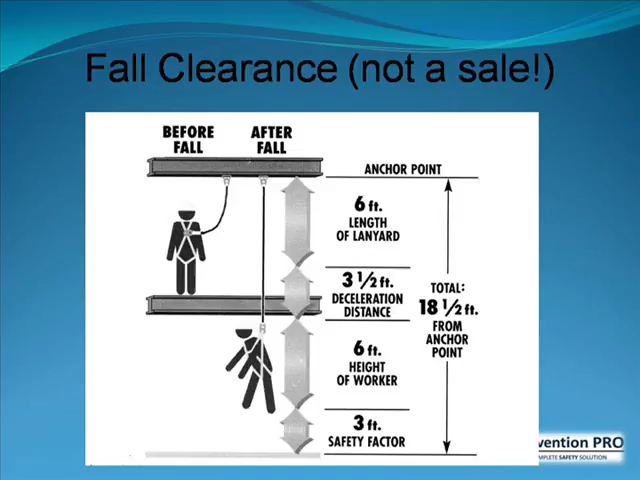 Fall Clearance (not a sale!)
BEFORE
FALL
AFTER
FALL
ANCHOR POINT
6 ft.
LENGTH
OF LANYARD
3 1/2 ft.
DECELERATION
DISTANCE
TOTAL:
18 1/2 ft.
FROM
ANCHOR
POINT
6 ft.
HEIGHT
OF WORKER
3 ft.
SAFETY FACTOR
vention PRO
MPLETE SAFETY SOLUTION